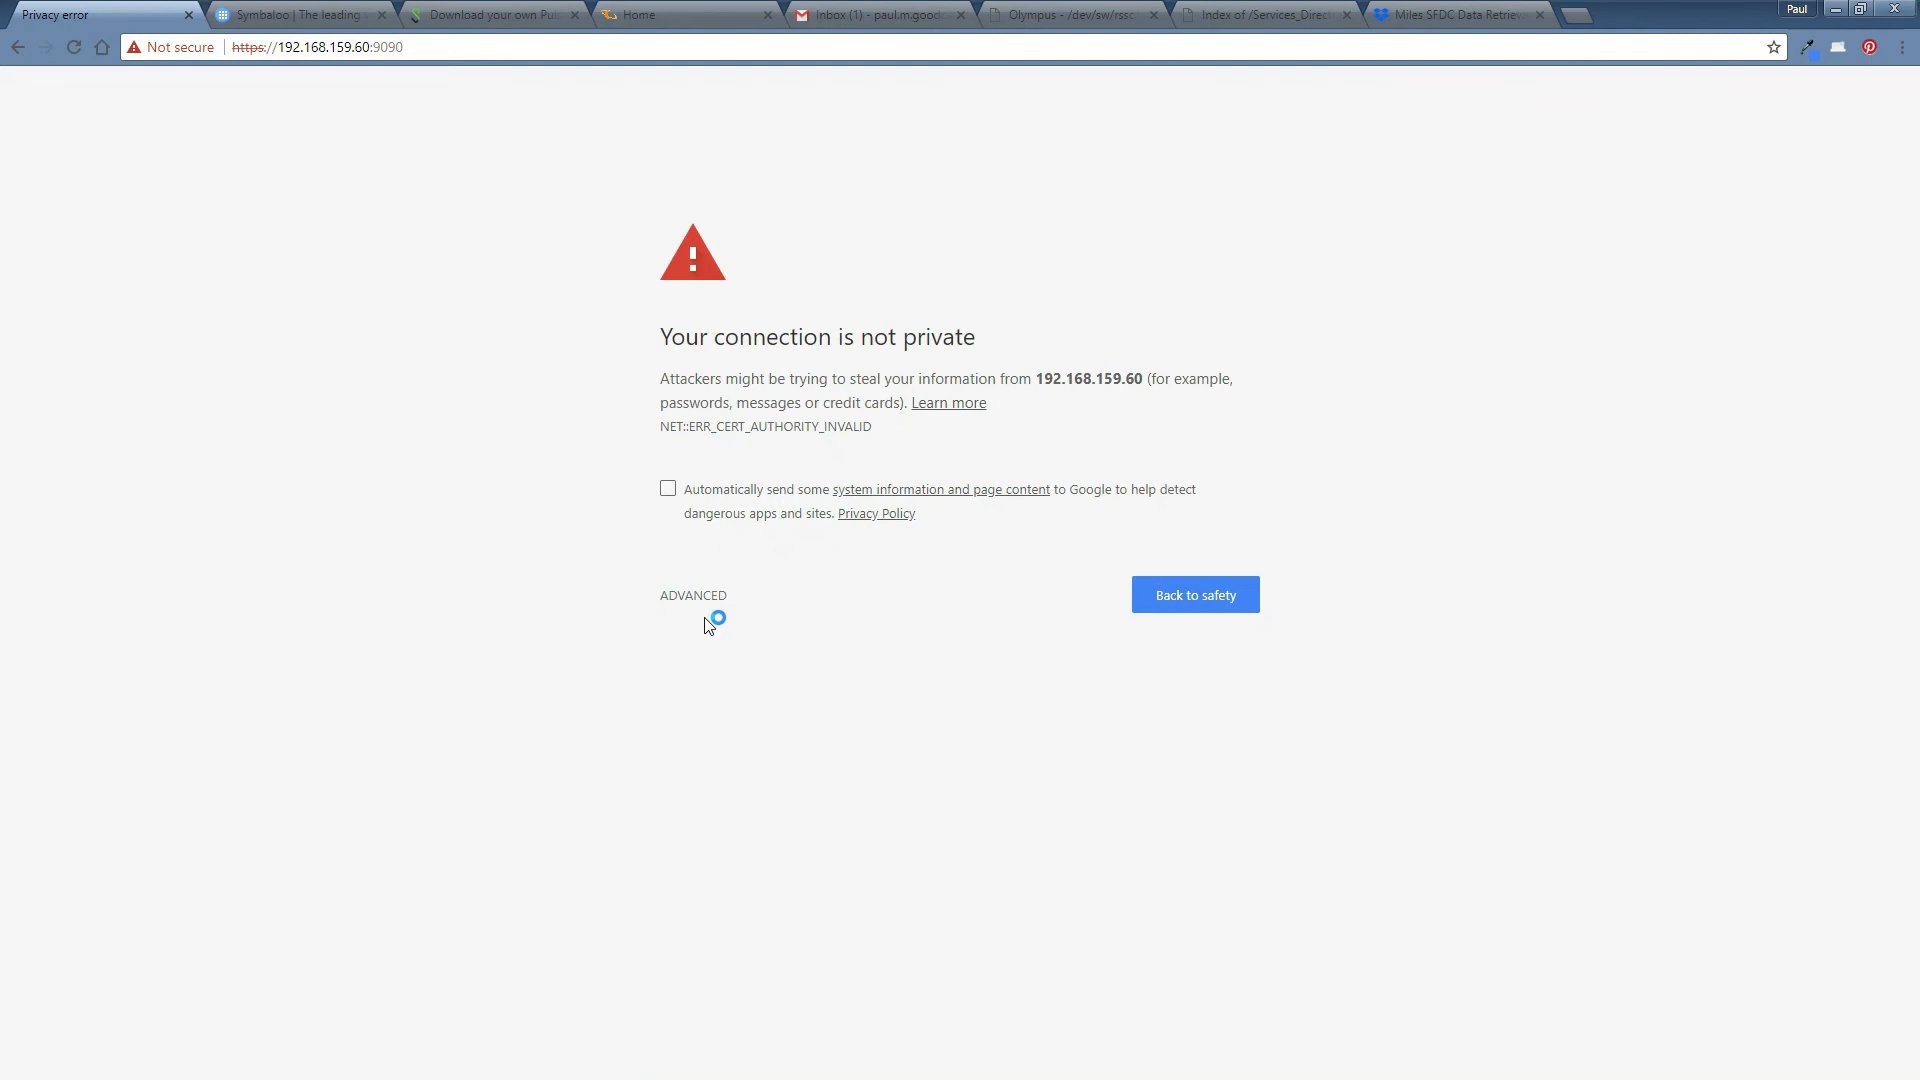 Privacy error
Symbaloo | The leading
Download your own Pul
Home
Inbox (1) - paul.m.good
Olympus - /dev/sw/rssc
Index of /Services_Direc
Miles SFDC Data Retriev
Paul
Not secure
https://192.168.159.60:9090
Your connection is not private
Attackers might be trying to steal your information from 192.168.159.60 (for example,
passwords, messages or credit cards). Learn more
NET::ERR_CERT_AUTHORITY_INVALID
Automatically send some system information and page content to Google to help detect
dangerous apps and sites. Privacy Policy
ADVANCED
Back to safety